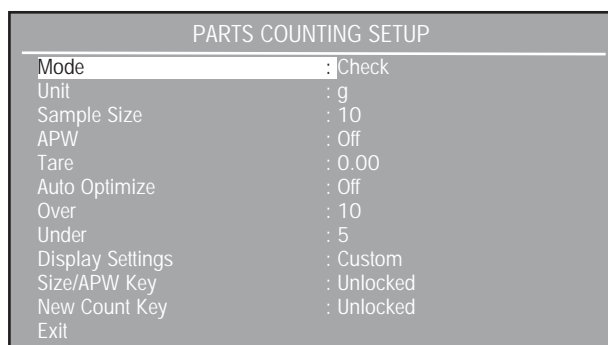 PARTS COUNTING SETUP
Mode : Check
Unit : g
Sample Size : 10
APW : Off
Tare : 0.00
Auto Optimize : Off
Over : 10
Under : 5
Display Settings : Custom
Size/APW Key : Unlocked
New Count Key : Unlocked
Exit